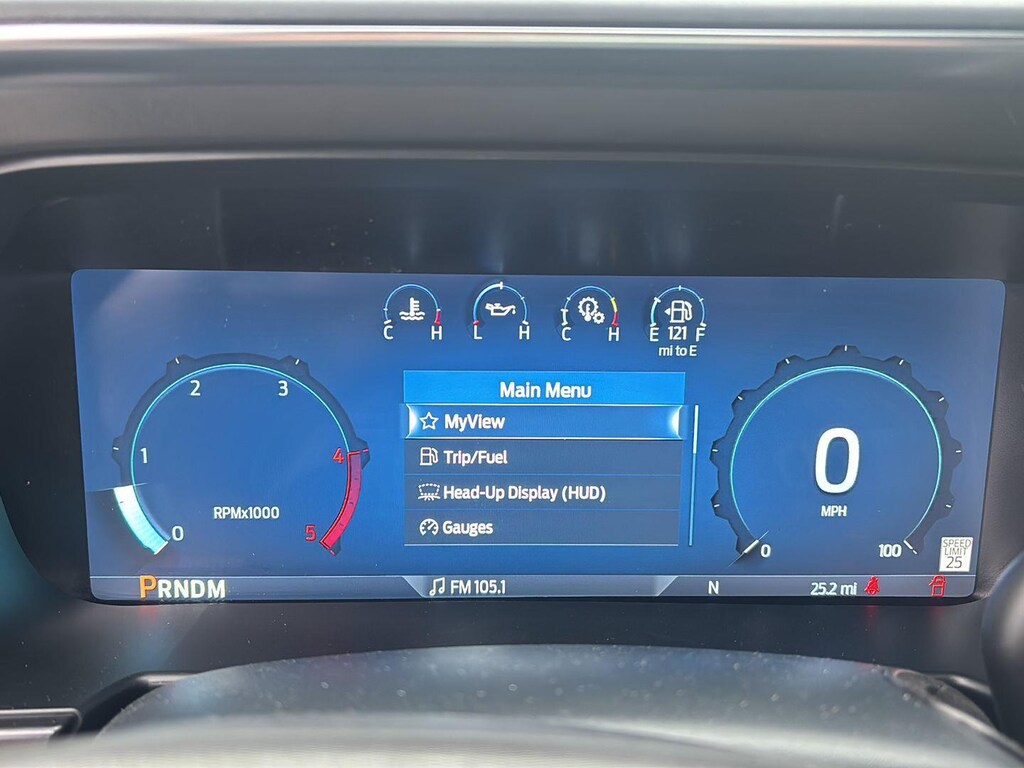 C H
L H
C H
E 121 F
mi to E
Main Menu
MyView
Trip/Fuel
Head-Up Display (HUD)
Gauges
0
1
2
3
4
5
RPMx1000
0
MPH
0
100
SPEED
LIMIT
25
PRNDM
FM 105.1
N
25.2 mi